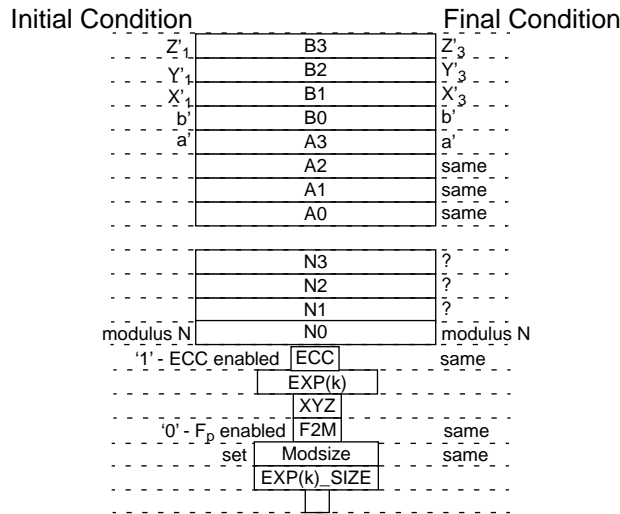 Initial Condition Final Condition
Z'1 B3 Z'3
Y'1 B2 Y'3
X'1 B1 X'3
b' B0 b'
a' A3 a'
A2 same
A1 same
A0 same
N3 ?
N2 ?
N1 ?
modulus N N0 modulus N
‘1’ - ECC enabled ECC same
EXP(k)
XYZ
‘0’ - Fp enabled F2M same
set Modsize same
EXP(k)_SIZE